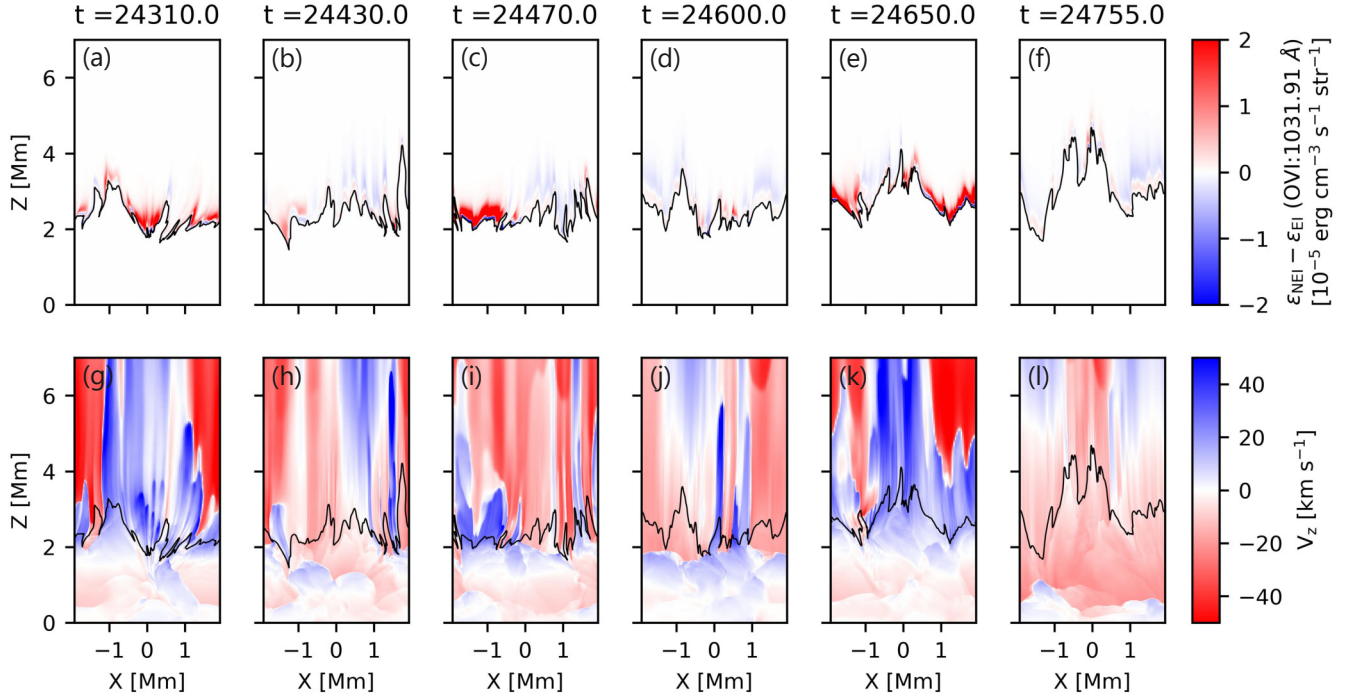 t =24310.0 t =24430.0 t =24470.0 t =24600.0 t =24650.0 t =24755.0
(a) (b) (c) (d) (e) (f)
Z [Mm]
6
4
2
0
2
1
0
−1
−2
ε_NEI − ε_EI (OVI:1031.91 Å)
[10⁻⁵ erg cm⁻³ s⁻¹ str⁻¹]
(g) (h) (i) (j) (k) (l)
Z [Mm]
6
4
2
0
40
20
0
−20
−40
V_Z [km s⁻¹]
−1 0 1 −1 0 1 −1 0 1 −1 0 1 −1 0 1 −1 0 1
X [Mm] X [Mm] X [Mm] X [Mm] X [Mm] X [Mm]